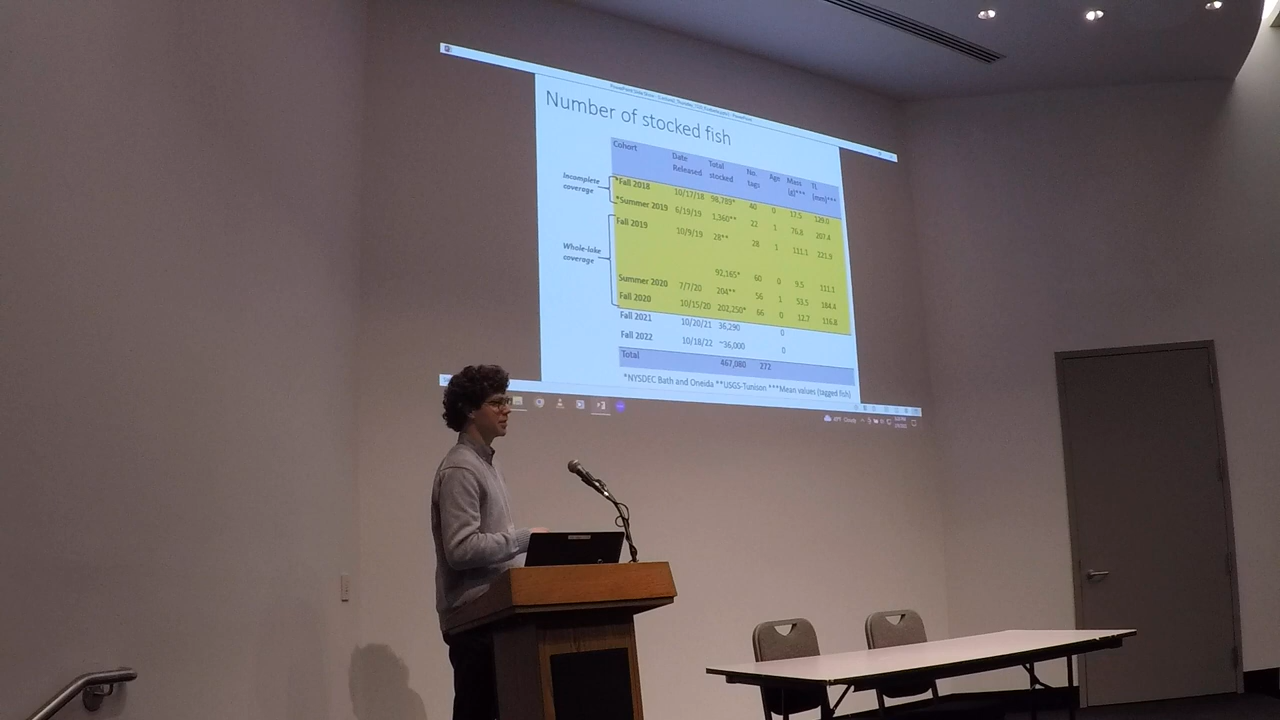 Number of stocked fish
Cohort Date Released Total stocked No. tags Age Mass (g)*** TL (mm)***
Incomplete coverage
*Fall 2018 10/17/18 98,789* 40 0 17.5 129.0
*Summer 2019 6/19/19 1,360** 22 1 76.8 207.4
Fall 2019 10/9/19 28** 28 1 111.1 221.9
Whole-lake coverage
92,165* 60 0 9.5 111.1
Summer 2020 7/7/20 204** 56 1 53.5 184.4
Fall 2020 10/15/20 202,250* 66 0 12.7 116.8
Fall 2021 10/20/21 36,290 0
Fall 2022 10/18/22 ~36,000 0
Total 467,080 272
*NYSDEC Bath and Oneida **USGS-Tunison ***Mean values (tagged fish)
Cloudy